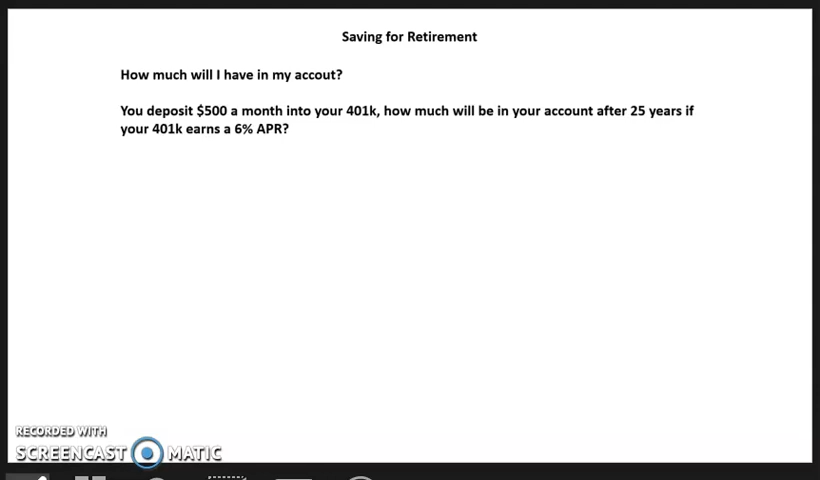 Saving for Retirement
How much will I have in my accout?
You deposit $500 a month into your 401k, how much will be in your account after 25 years if
your 401k earns a 6% APR?
RECORDED WITH
SCREENCAST MATIC